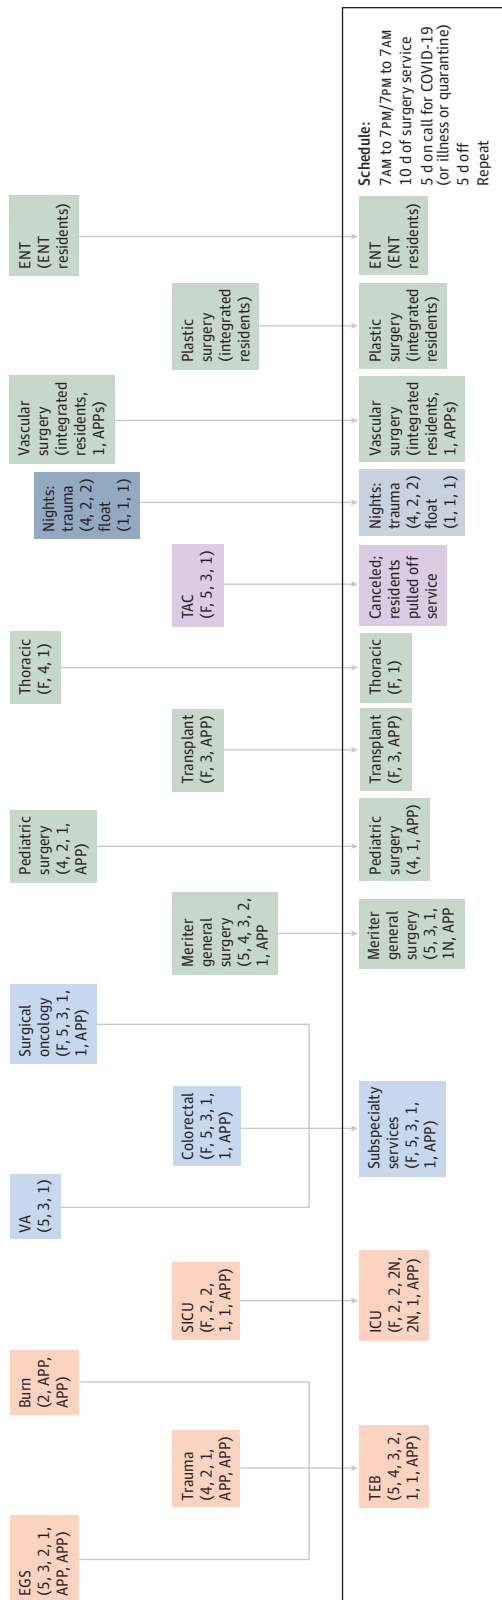 EGS
(5, 3, 2, 1,
APP, APP)
Burn
(2, APP,
APP)
VA
(5, 3, 1)
Surgical
oncology
(F, 5, 3, 1,
1, APP)
Pediatric
surgery
(4, 2, 1,
APP)
Thoracic
(F, 4, 1)
Nights:
trauma
(4, 2, 2)
float
(1, 1, 1)
Vascular
surgery
(integrated
residents,
1, APPs)
ENT
(ENT
residents)
Trauma
(4, 2, 1,
APP, APP)
SICU
(F, 2, 2,
1, 1, APP)
Colorectal
(F, 5, 3, 1,
1, APP)
Meriter
general
surgery
(5, 4, 3, 2,
1, APP
Transplant
(F, 3, APP)
TAC
(F, 5, 3, 1)
Plastic
surgery
(integrated
residents)
TEB
(5, 4, 3, 2,
1, 1, APP)
ICU
(F, 2, 2, 2N,
2N, 1, APP)
Subspecialty
services
(F, 5, 3, 1,
1, APP)
Meriter
general
surgery
(5, 3, 1,
1N, APP
Pediatric
surgery
(4, 1, APP)
Transplant
(F, 3, APP)
Thoracic
(F, 1)
Canceled;
residents
pulled off
service
Nights:
trauma
(4, 2, 2)
float
(1, 1, 1)
Vascular
surgery
(integrated
residents,
1, APPs)
Plastic
surgery
(integrated
residents)
ENT
(ENT
residents)
Schedule:
7AM to 7PM/7PM to 7AM
10 d of surgery service
5 d on call for COVID-19
(or illness or quarantine)
5 d off
Repeat